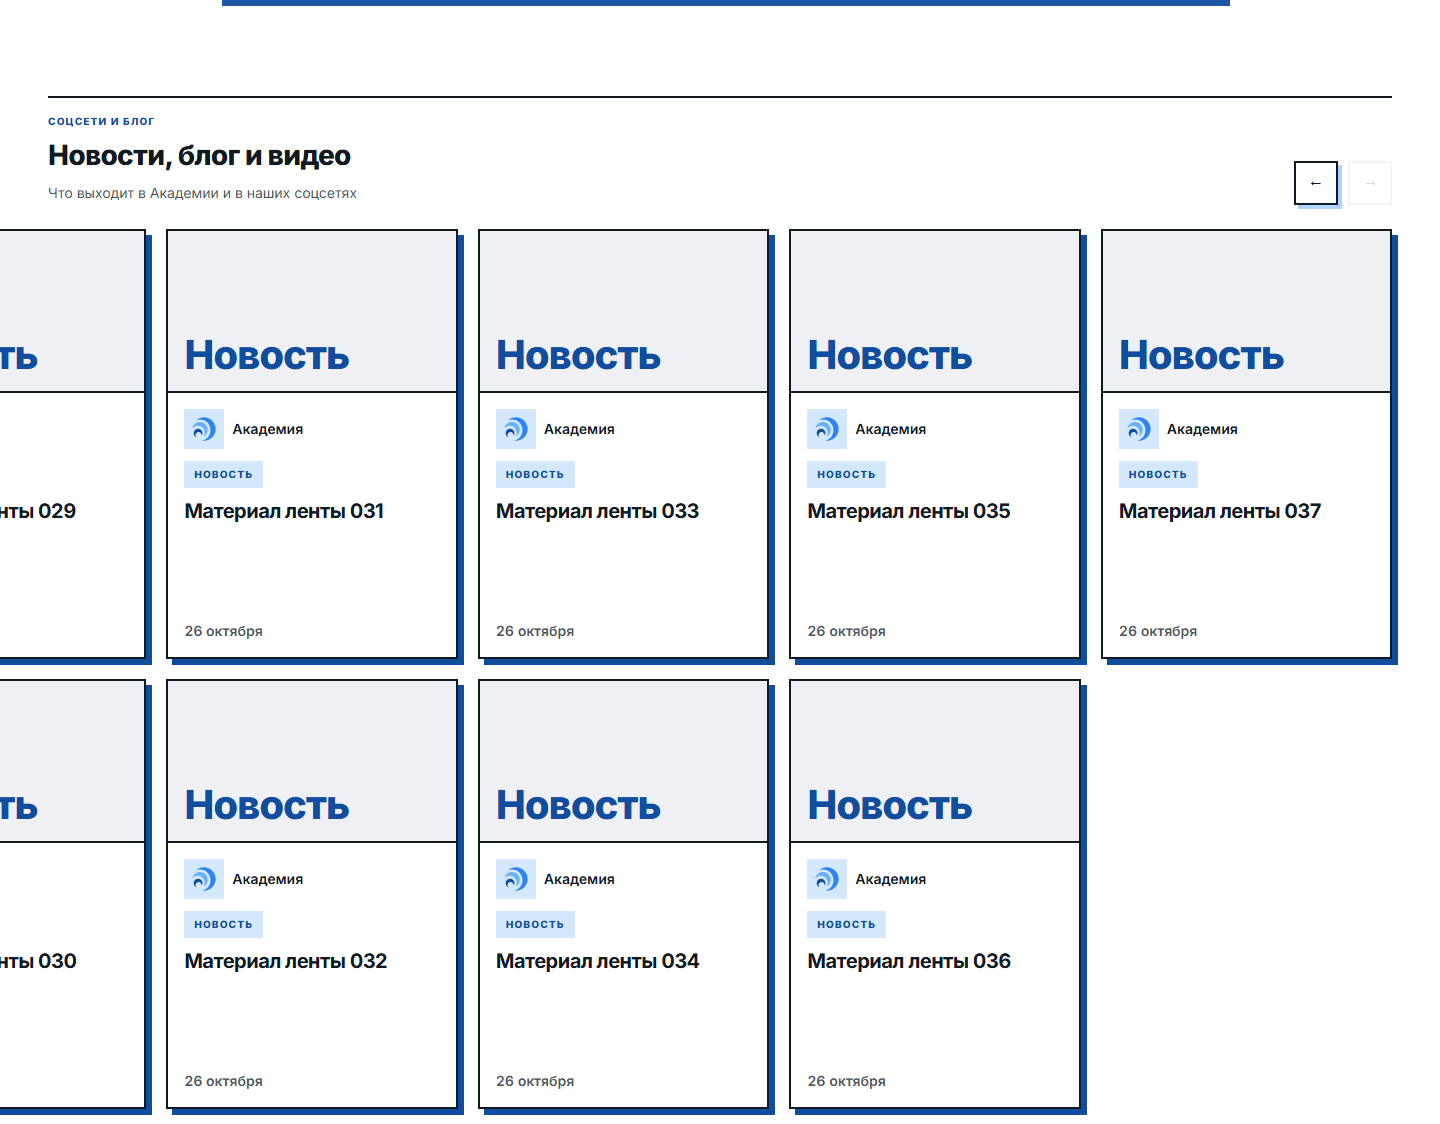 СОЦСЕТИ И БЛОГ
Новости, блог и видео
Что выходит в Академии и в наших соцсетях
← →
ть Новость Новость Новость Новость
Академия Академия Академия Академия
НОВОСТЬ НОВОСТЬ НОВОСТЬ НОВОСТЬ
нты 029 Материал ленты 031 Материал ленты 033 Материал ленты 035 Материал ленты 037
26 октября 26 октября 26 октября 26 октября
ть Новость Новость Новость
Академия Академия Академия
НОВОСТЬ НОВОСТЬ НОВОСТЬ
нты 030 Материал ленты 032 Материал ленты 034 Материал ленты 036
26 октября 26 октября 26 октября